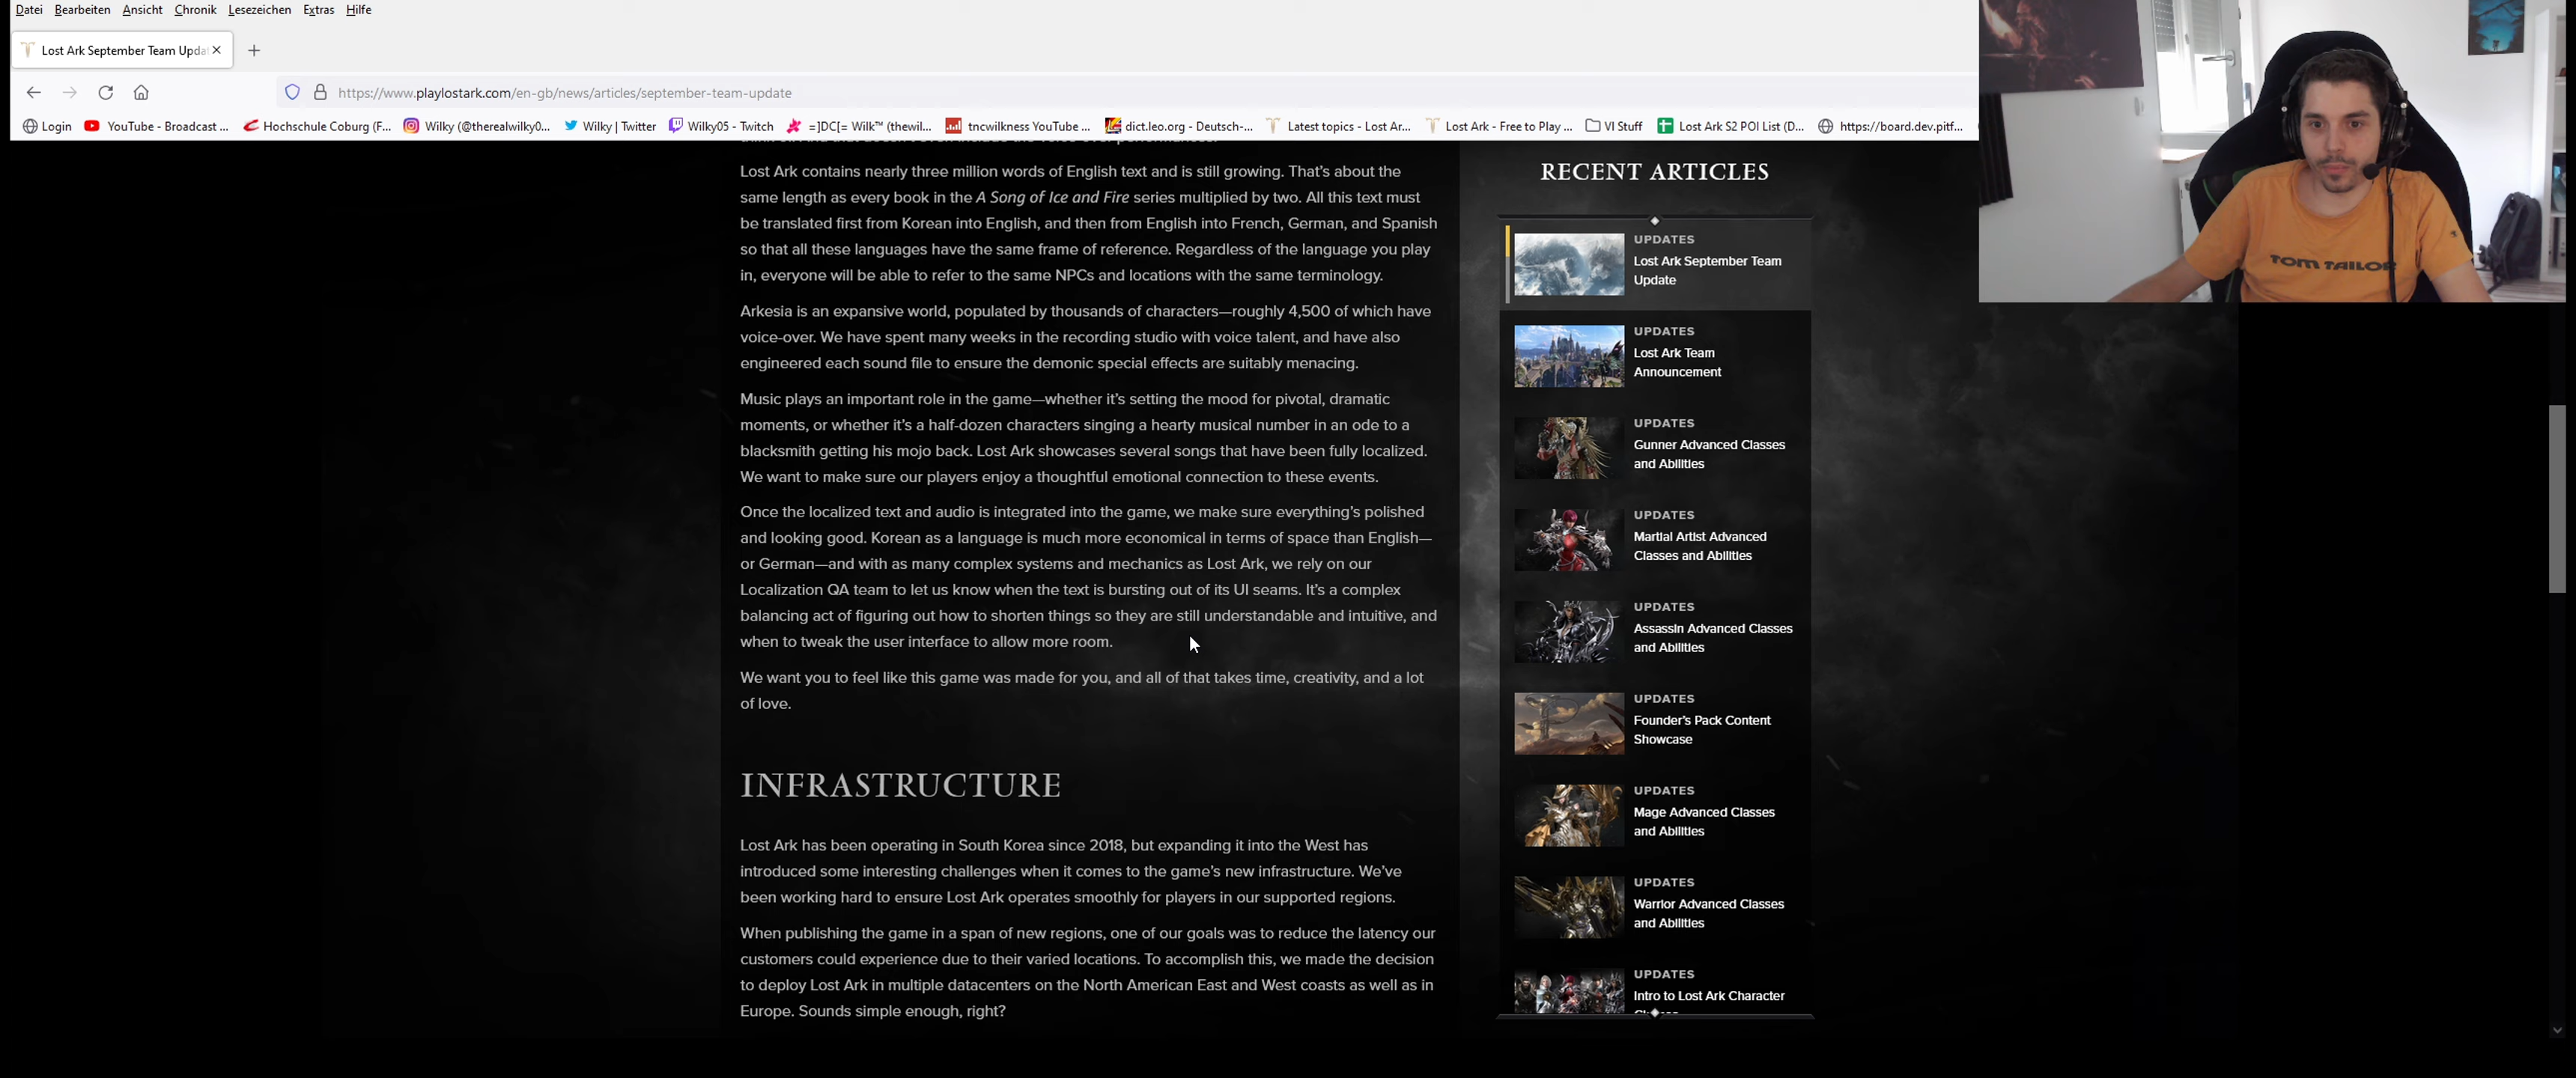 Datei Bearbeiten Ansicht Chronik Lesezeichen Extras Hilfe
Lost Ark September Team Upda
https://www.playlostark.com/en-gb/news/articles/september-team-update
Login YouTube - Broadcast ... Hochschule Coburg (F... Wilky (@therealwilky0... Wilky | Twitter Wilky05 - Twitch =]DC[= Wilk™ (thewil... tncwilkness YouTube ... dict.leo.org - Deutsch-... Latest topics - Lost Ar... Lost Ark - Free to Play ... VI Stuff Lost Ark S2 POI List (D... https://board.dev.pitf...
Lost Ark contains nearly three million words of English text and is still growing. That's about the
same length as every book in the A Song of Ice and Fire series multiplied by two. All this text must
be translated first from Korean into English, and then from English into French, German, and Spanish
so that all these languages have the same frame of reference. Regardless of the language you play
in, everyone will be able to refer to the same NPCs and locations with the same terminology.
Arkesia is an expansive world, populated by thousands of characters—roughly 4,500 of which have
voice-over. We have spent many weeks in the recording studio with voice talent, and have also
engineered each sound file to ensure the demonic special effects are suitably menacing.
Music plays an important role in the game—whether it's setting the mood for pivotal, dramatic
moments, or whether it's a half-dozen characters singing a hearty musical number in an ode to a
blacksmith getting his mojo back. Lost Ark showcases several songs that have been fully localized.
We want to make sure our players enjoy a thoughtful emotional connection to these events.
Once the localized text and audio is integrated into the game, we make sure everything's polished
and looking good. Korean as a language is much more economical in terms of space than English—
or German—and with as many complex systems and mechanics as Lost Ark, we rely on our
Localization QA team to let us know when the text is bursting out of its UI seams. It's a complex
balancing act of figuring out how to shorten things so they are still understandable and intuitive, and
when to tweak the user interface to allow more room.
We want you to feel like this game was made for you, and all of that takes time, creativity, and a lot
of love.
INFRASTRUCTURE
Lost Ark has been operating in South Korea since 2018, but expanding it into the West has
introduced some interesting challenges when it comes to the game's new infrastructure. We've
been working hard to ensure Lost Ark operates smoothly for players in our supported regions.
When publishing the game in a span of new regions, one of our goals was to reduce the latency our
customers could experience due to their varied locations. To accomplish this, we made the decision
to deploy Lost Ark in multiple datacenters on the North American East and West coasts as well as in
Europe. Sounds simple enough, right?
RECENT ARTICLES
UPDATES
Lost Ark September Team
Update
UPDATES
Lost Ark Team
Announcement
UPDATES
Gunner Advanced Classes
and Abilities
UPDATES
Martial Artist Advanced
Classes and Abilities
UPDATES
Assassin Advanced Classes
and Abilities
UPDATES
Founder's Pack Content
Showcase
UPDATES
Mage Advanced Classes
and Abilities
UPDATES
Warrior Advanced Classes
and Abilities
UPDATES
Intro to Lost Ark Character
TOM TAILOR